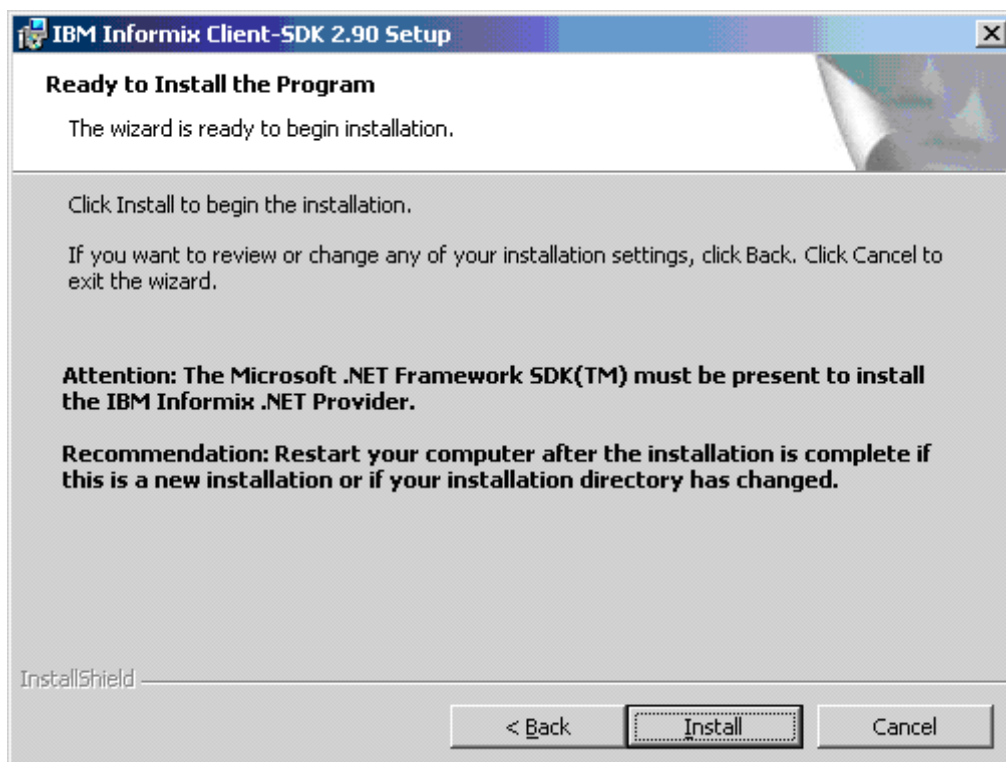 IBM Informix Client-SDK 2.90 Setup
Ready to Install the Program
The wizard is ready to begin installation.
Click Install to begin the installation.
If you want to review or change any of your installation settings, click Back. Click Cancel to
exit the wizard.
Attention: The Microsoft .NET Framework SDK(TM) must be present to install
the IBM Informix .NET Provider.
Recommendation: Restart your computer after the installation is complete if
this is a new installation or if your installation directory has changed.
InstallShield
< Back
Install
Cancel